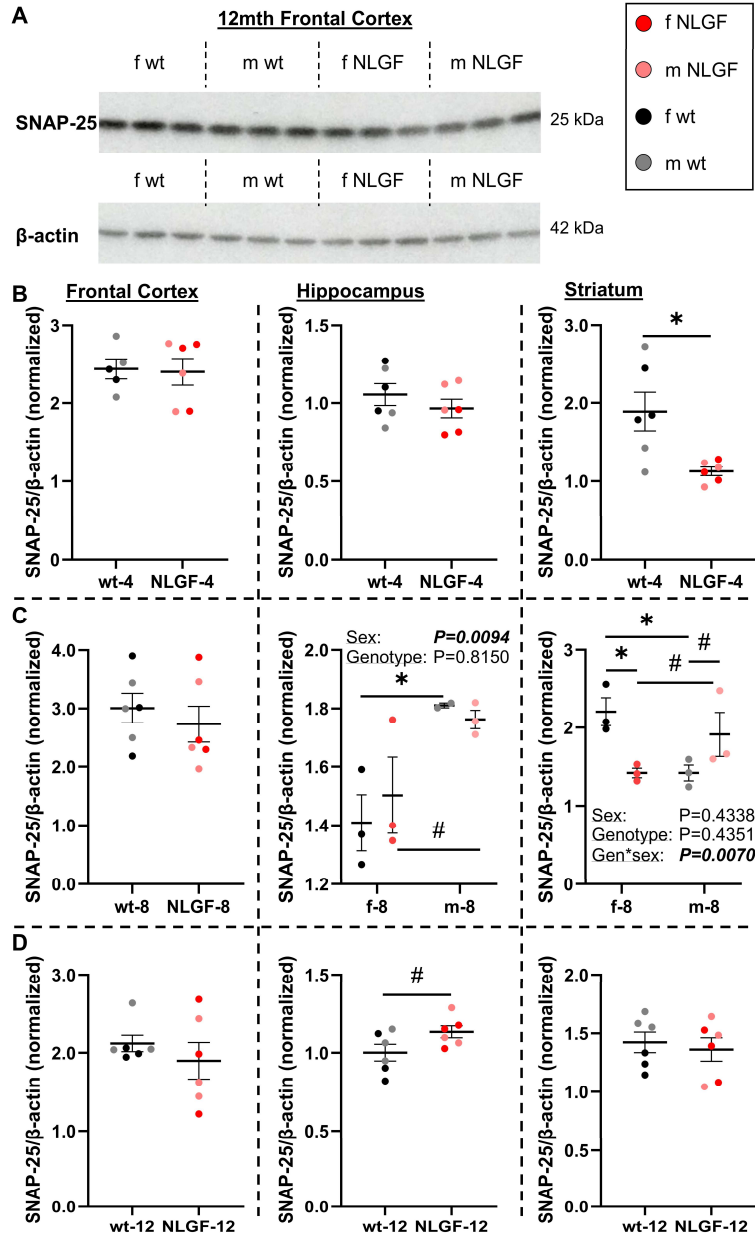 A
12mth Frontal Cortex
f wt
m wt
f NLGF
m NLGF
SNAP-25
25 kDa
f wt
m wt
f NLGF
m NLGF
β-actin
42 kDa
f NLGF
m NLGF
f wt
m wt
B
Frontal Cortex
Hippocampus
Striatum
SNAP-25/β-actin (normalized)
3
2
1
0
wt-4
NLGF-4
SNAP-25/β-actin (normalized)
1.5
1.0
0.5
0.0
wt-4
NLGF-4
SNAP-25/β-actin (normalized)
3.0
2.0
1.0
0.0
*
wt-4
NLGF-4
C
SNAP-25/β-actin (normalized)
4.0
3.0
2.0
1.0
0.0
wt-8
NLGF-8
SNAP-25/β-actin (normalized)
2.0
1.8
1.6
1.4
1.2
Sex: P=0.0094
Genotype: P=0.8150
*
#
f-8
m-8
SNAP-25/β-actin (normalized)
3
2
1
0
*
*
#
#
Sex: P=0.4338
Genotype: P=0.4351
Gen*sex: P=0.0070
f-8
m-8
D
SNAP-25/β-actin (normalized)
3.0
2.0
1.0
0.0
wt-12
NLGF-12
SNAP-25/β-actin (normalized)
1.5
1.0
0.5
0.0
#
wt-12
NLGF-12
SNAP-25/β-actin (normalized)
2.0
1.5
1.0
0.5
0.0
wt-12
NLGF-12